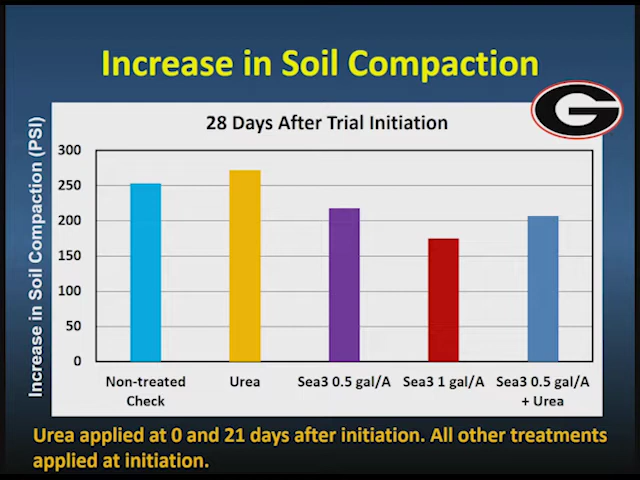 Increase in Soil Compaction
G
28 Days After Trial Initiation
Increase in Soil Compaction (PSI)
300
250
200
150
100
50
0
Non-treated Check
Urea
Sea3 0.5 gal/A
Sea3 1 gal/A
Sea3 0.5 gal/A + Urea
Urea applied at 0 and 21 days after initiation. All other treatments
applied at initiation.